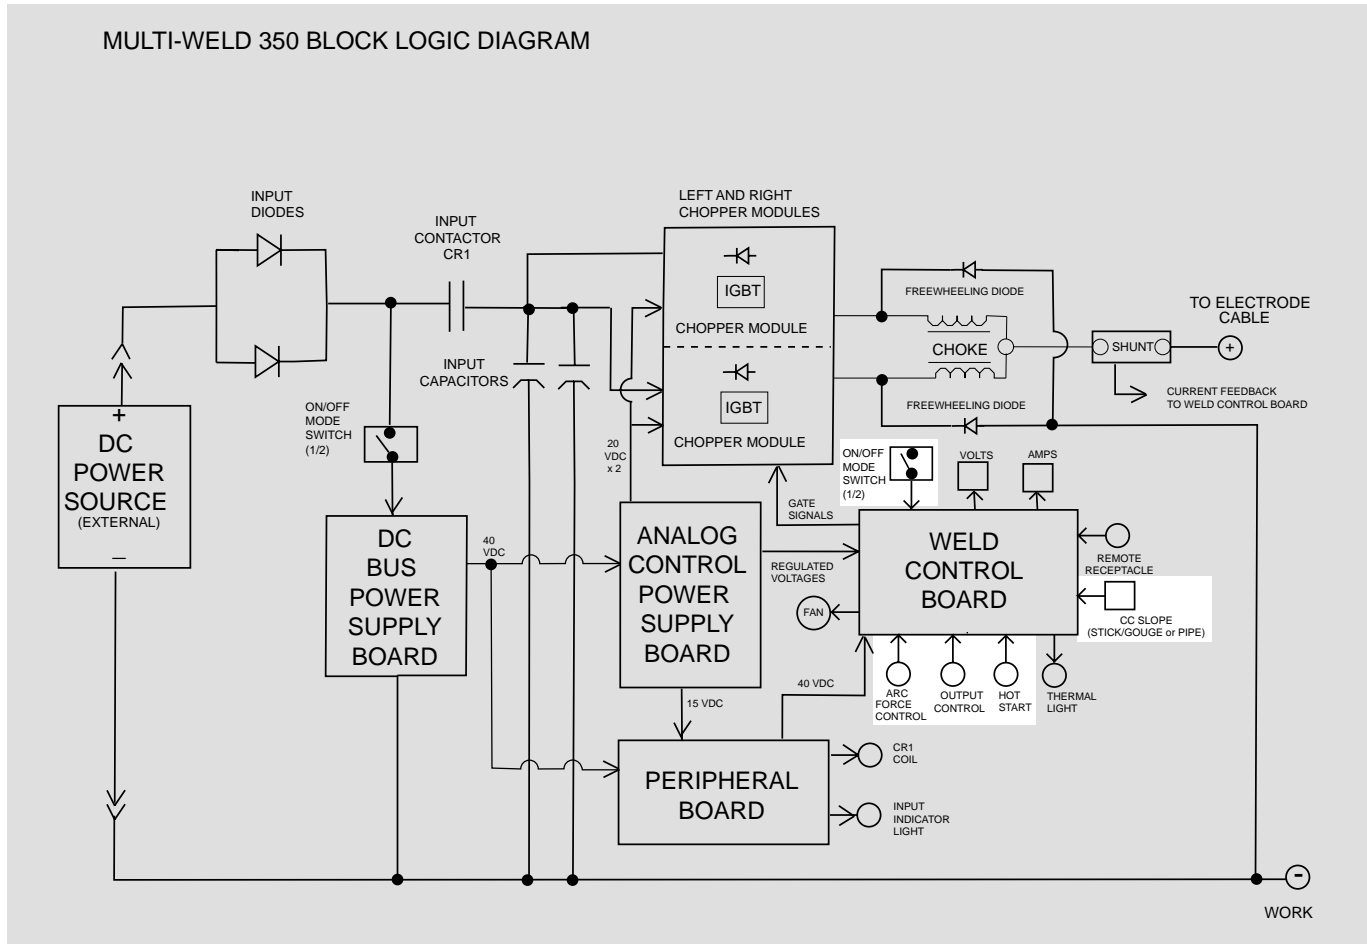 MULTI-WELD 350 BLOCK LOGIC DIAGRAM
INPUT
DIODES
INPUT
CONTACTOR
CR1
LEFT AND RIGHT
CHOPPER MODULES
IGBT
CHOPPER MODULE
IGBT
CHOPPER MODULE
FREEWHEELING DIODE
CHOKE
FREEWHEELING DIODE
TO ELECTRODE
CABLE
SHUNT
+
CURRENT FEEDBACK
TO WELD CONTROL BOARD
INPUT
CAPACITORS
+
DC
POWER
SOURCE
(EXTERNAL)
_
ON/OFF
MODE
SWITCH
(1/2)
20
VDC
x 2
ON/OFF
MODE
SWITCH
(1/2)
VOLTS
AMPS
GATE
SIGNALS
DC
BUS
POWER
SUPPLY
BOARD
40
VDC
ANALOG
CONTROL
POWER
SUPPLY
BOARD
REGULATED
VOLTAGES
WELD
CONTROL
BOARD
REMOTE
RECEPTACLE
FAN
CC SLOPE
(STICK/GOUGE or PIPE)
ARC
FORCE
CONTROL
OUTPUT
CONTROL
HOT
START
THERMAL
LIGHT
15 VDC
40 VDC
PERIPHERAL
BOARD
CR1
COIL
INPUT
INDICATOR
LIGHT
-
WORK